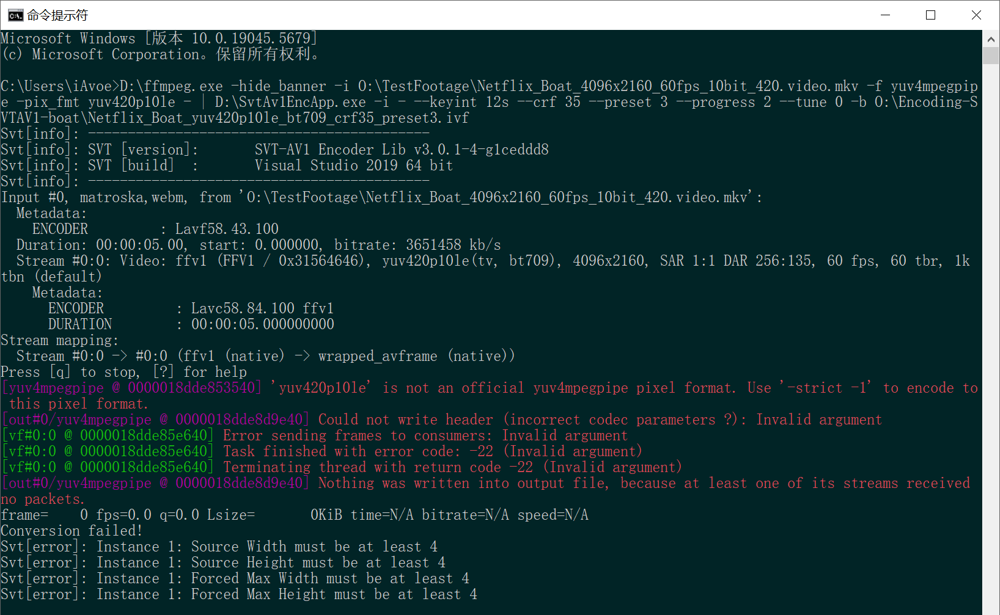 命令提示符
Microsoft Windows [版本 10.0.19045.5679]
(c) Microsoft Corporation。保留所有权利。
C:\Users\iAvoe>D:\ffmpeg.exe -hide_banner -i O:\TestFootage\Netflix_Boat_4096x2160_60fps_10bit_420.video.mkv -f yuv4mpegpip
e -pix_fmt yuv420p10le - | D:\SvtAv1EncApp.exe -i - --keyint 12s --crf 35 --preset 3 --progress 2 --tune 0 -b O:\Encoding-S
VTAV1-boat\Netflix_Boat_yuv420p10le_bt709_crf35_preset3.ivf
Svt[info]: -------------------------------------------
Svt[info]: SVT [version]:       SVT-AV1 Encoder Lib v3.0.1-4-g1ceddd8
Svt[info]: SVT [build]  :       Visual Studio 2019 64 bit
Svt[info]: -------------------------------------------
Input #0, matroska,webm, from 'O:\TestFootage\Netflix_Boat_4096x2160_60fps_10bit_420.video.mkv':
  Metadata:
    ENCODER         : Lavf58.43.100
  Duration: 00:00:05.00, start: 0.000000, bitrate: 3651458 kb/s
  Stream #0:0: Video: ffv1 (FFV1 / 0x31564646), yuv420p10le(tv, bt709), 4096x2160, SAR 1:1 DAR 256:135, 60 fps, 60 tbr, 1k
tbn (default)
    Metadata:
      ENCODER         : Lavc58.84.100 ffv1
      DURATION        : 00:00:05.000000000
Stream mapping:
  Stream #0:0 -> #0:0 (ffv1 (native) -> wrapped_avframe (native))
Press [q] to stop, [?] for help
[yuv4mpegpipe @ 0000018dde853540] 'yuv420p10le' is not an official yuv4mpegpipe pixel format. Use '-strict -1' to encode to
 this pixel format.
[out#0/yuv4mpegpipe @ 0000018dde8d9e40] Could not write header (incorrect codec parameters ?): Invalid argument
[vf#0:0 @ 0000018dde85e640] Error sending frames to consumers: Invalid argument
[vf#0:0 @ 0000018dde85e640] Task finished with error code: -22 (Invalid argument)
[vf#0:0 @ 0000018dde85e640] Terminating thread with return code -22 (Invalid argument)
[out#0/yuv4mpegpipe @ 0000018dde8d9e40] Nothing was written into output file, because at least one of its streams received
no packets.
frame=    0 fps=0.0 q=0.0 Lsize=       0KiB time=N/A bitrate=N/A speed=N/A
Conversion failed!
Svt[error]: Instance 1: Source Width must be at least 4
Svt[error]: Instance 1: Source Height must be at least 4
Svt[error]: Instance 1: Forced Max Width must be at least 4
Svt[error]: Instance 1: Forced Max Height must be at least 4